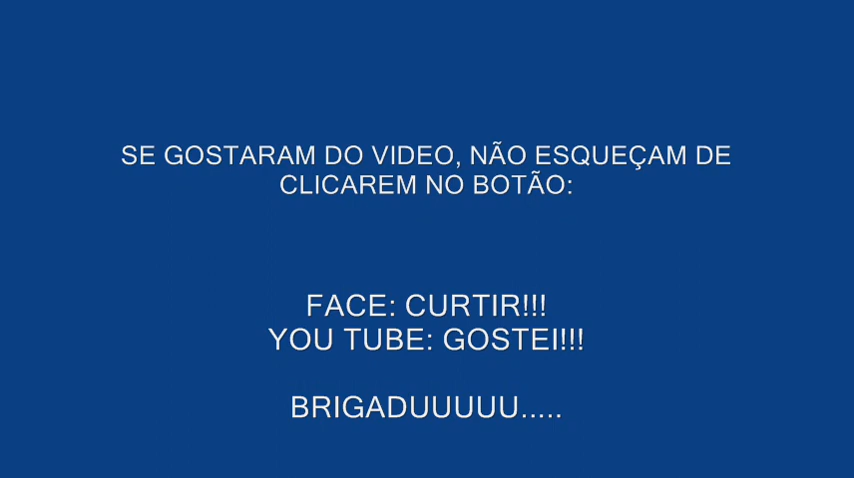 SE GOSTARAM DO VIDEO, NÃO ESQUEÇAM DE
CLICAREM NO BOTÃO:
FACE: CURTIR!!!
YOU TUBE: GOSTEI!!!
BRIGADUUUUU.....